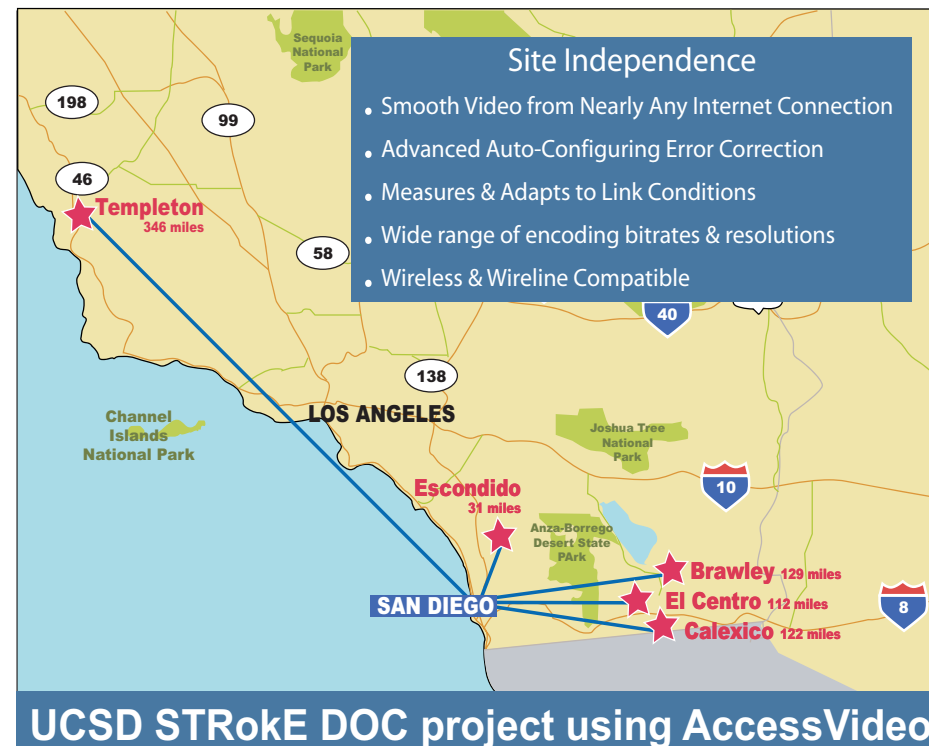 Sequoia
National
Park
Site Independence
• Smooth Video from Nearly Any Internet Connection
• Advanced Auto-Configuring Error Correction
• Measures & Adapts to Link Conditions
• Wide range of encoding bitrates & resolutions
• Wireless & Wireline Compatible
198
99
46
Templeton
346 miles
58
40
138
LOS ANGELES
Channel
Islands
National Park
Joshua Tree
National
Park
10
Escondido
31 miles
Anza-Borrego
Desert State
PArk
Brawley 129 miles
SAN DIEGO
El Centro 112 miles
8
Calexico 122 miles
UCSD STRokE DOC project using AccessVideo